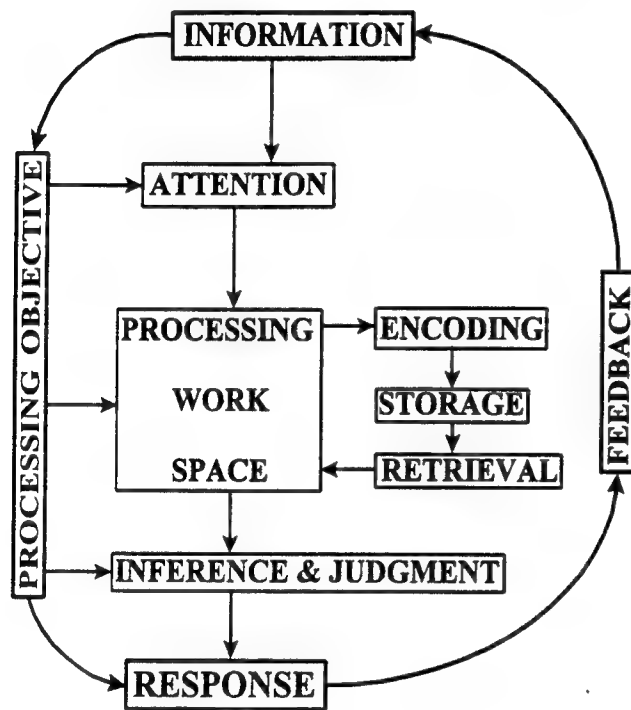 INFORMATION
PROCESSING OBJECTIVE
ATTENTION
PROCESSING
WORK
SPACE
ENCODING
STORAGE
RETRIEVAL
FEEDBACK
INFERENCE & JUDGMENT
RESPONSE